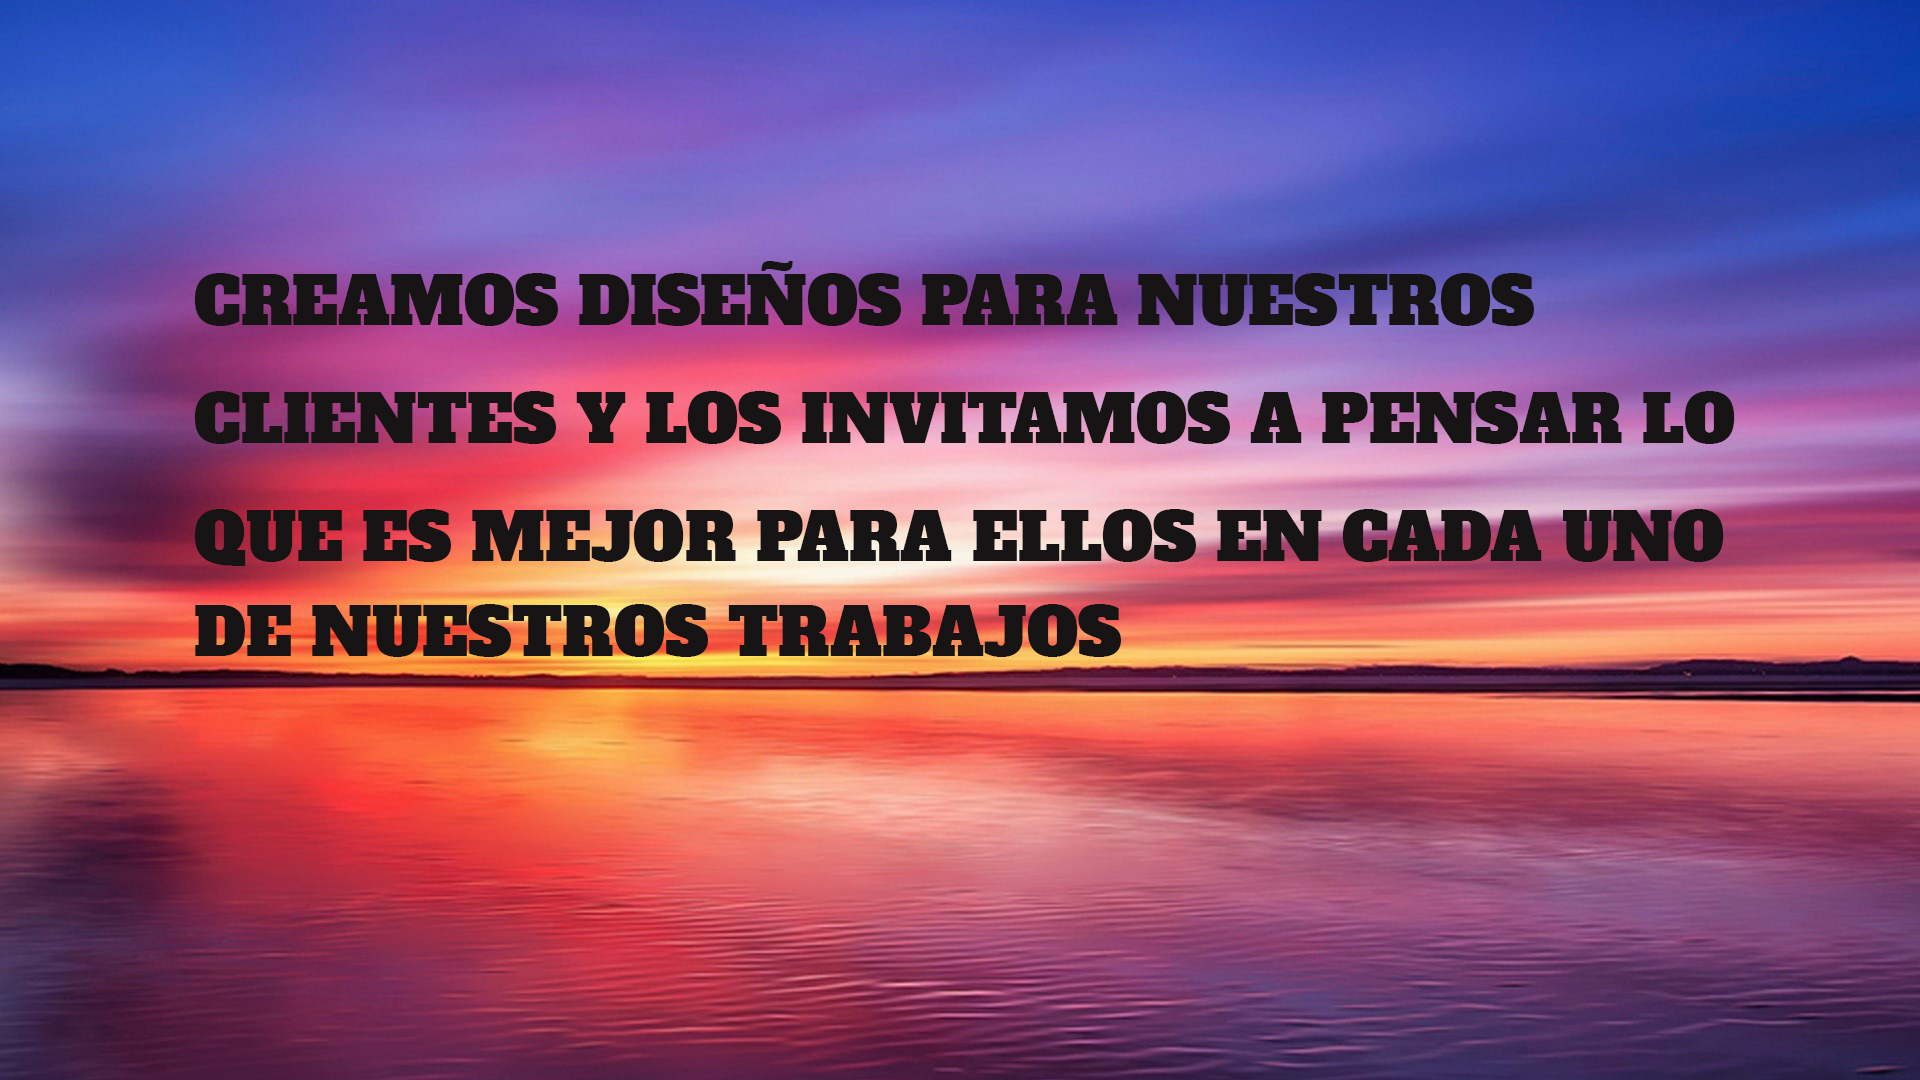 CREAMOS DISEÑOS PARA NUESTROS
CLIENTES Y LOS INVITAMOS A PENSAR LO
QUE ES MEJOR PARA ELLOS EN CADA UNO
DE NUESTROS TRABAJOS